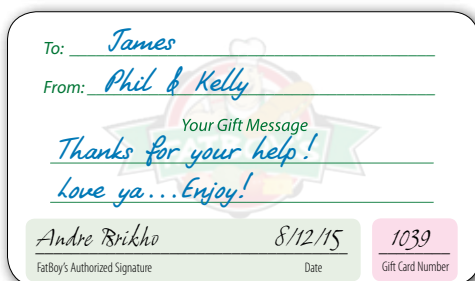 To: James
From: Phil & Kelly
Your Gift Message
Thanks for your help!
Love ya...Enjoy!
Andre Brikho 8/12/15 1039
FatBoy's Authorized Signature Date Gift Card Number